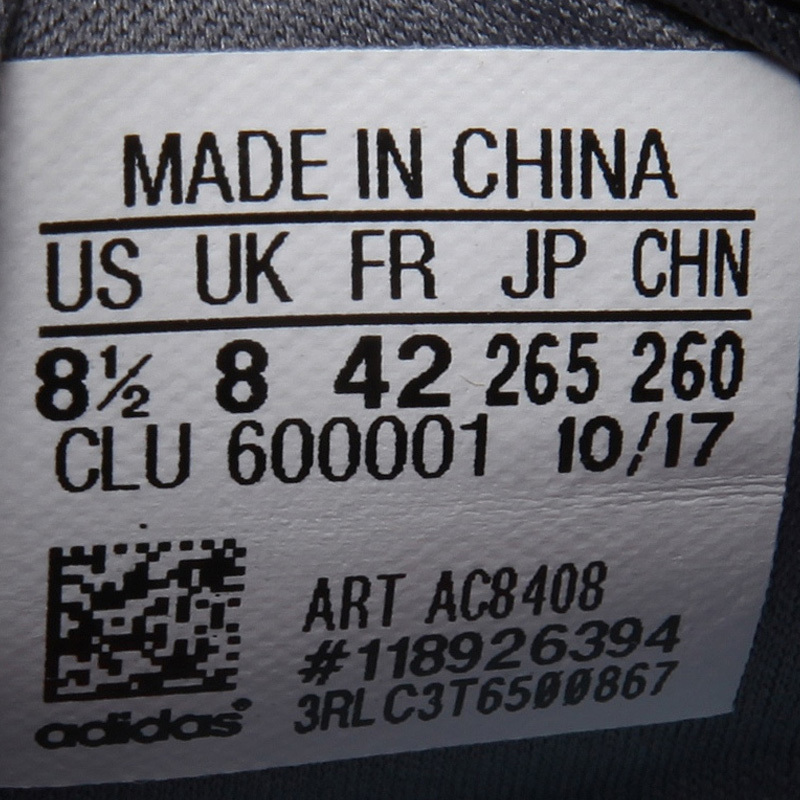 MADE IN CHINA
US UK FR JP CHN
8½ 8 42 265 260
CLU 600001 10/17
ART AC8408
#118926394
3RLC3T6500867
adidas